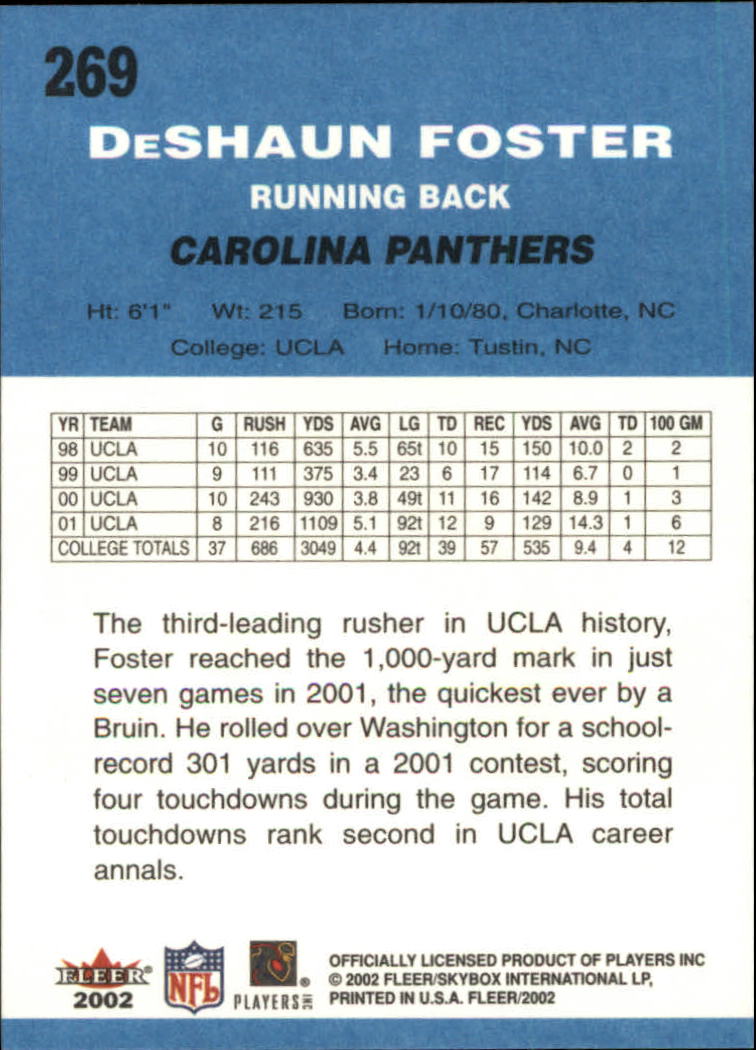 269
DeSHAUN FOSTER
RUNNING BACK
CAROLINA PANTHERS
Ht: 6'1" Wt: 215 Born: 1/10/80, Charlotte, NC
College: UCLA Home: Tustin, NC
YR TEAM G RUSH YDS AVG LG TD REC YDS AVG TD 100 GM
98 UCLA 10 116 635 5.5 65t 10 15 150 10.0 2 2
99 UCLA 9 111 375 3.4 23 6 17 114 6.7 0 1
00 UCLA 10 243 930 3.8 49t 11 16 142 8.9 1 3
01 UCLA 8 216 1109 5.1 92t 12 9 129 14.3 1 6
COLLEGE TOTALS 37 686 3049 4.4 92t 39 57 535 9.4 4 12
The third-leading rusher in UCLA history,
Foster reached the 1,000-yard mark in just
seven games in 2001, the quickest ever by a
Bruin. He rolled over Washington for a school-
record 301 yards in a 2001 contest, scoring
four touchdowns during the game. His total
touchdowns rank second in UCLA career
annals.
FLEER®
2002
NFL
PLAYERS INC
®
OFFICIALLY LICENSED PRODUCT OF PLAYERS INC
© 2002 FLEER/SKYBOX INTERNATIONAL LP,
PRINTED IN U.S.A. FLEER/2002